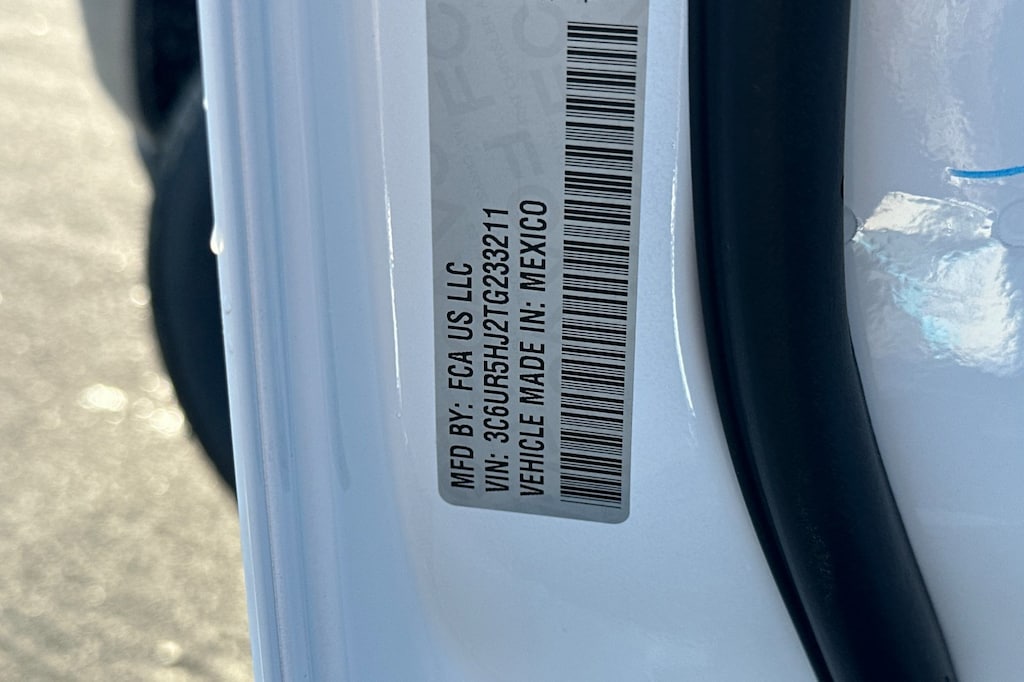 MFD BY: FCA US LLC
VIN: 3C6UR5HJ2TG233211
VEHICLE MADE IN: MEXICO